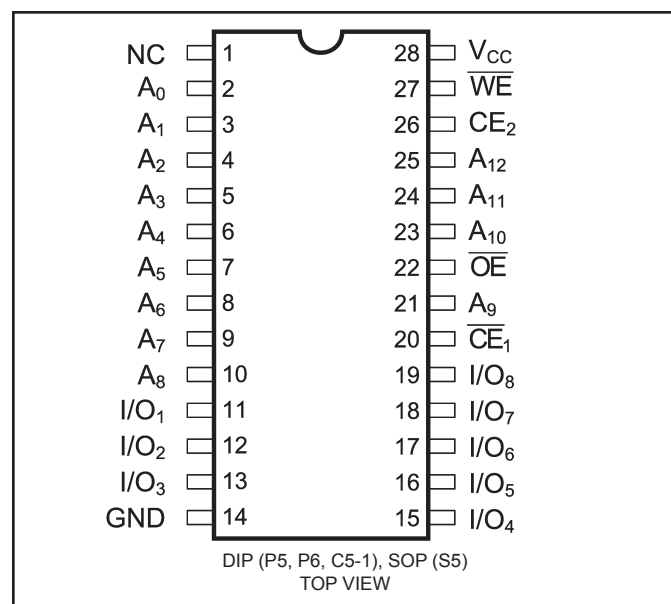 NC 1 28 V_CC
A₀ 2 27 W̅E̅
A₁ 3 26 CE₂
A₂ 4 25 A₁₂
A₃ 5 24 A₁₁
A₄ 6 23 A₁₀
A₅ 7 22 O̅E̅
A₆ 8 21 A₉
A₇ 9 20 C̅E̅₁
A₈ 10 19 I/O₈
I/O₁ 11 18 I/O₇
I/O₂ 12 17 I/O₆
I/O₃ 13 16 I/O₅
GND 14 15 I/O₄
DIP (P5, P6, C5-1), SOP (S5)
TOP VIEW